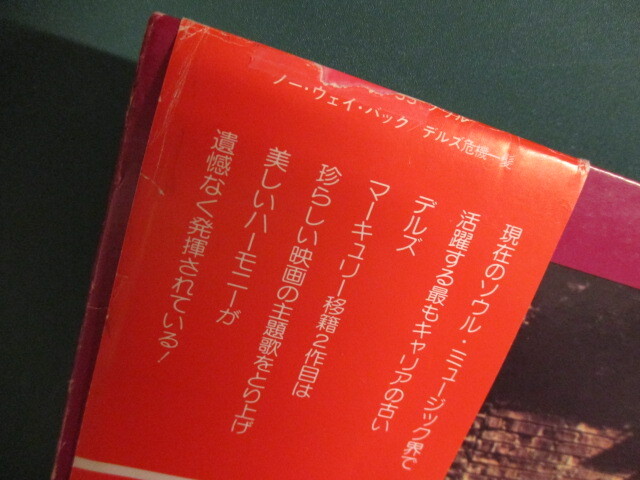 ノー・ウェイ・バック/デルズ危機一髪
現在のソウル・ミュージック界で
活躍する最もキャリアの古い
デルズ
マーキュリー移籍2作目は
珍らしい映画の主題歌をとり上げ
美しいハーモニーが
遺憾なく発揮されている!